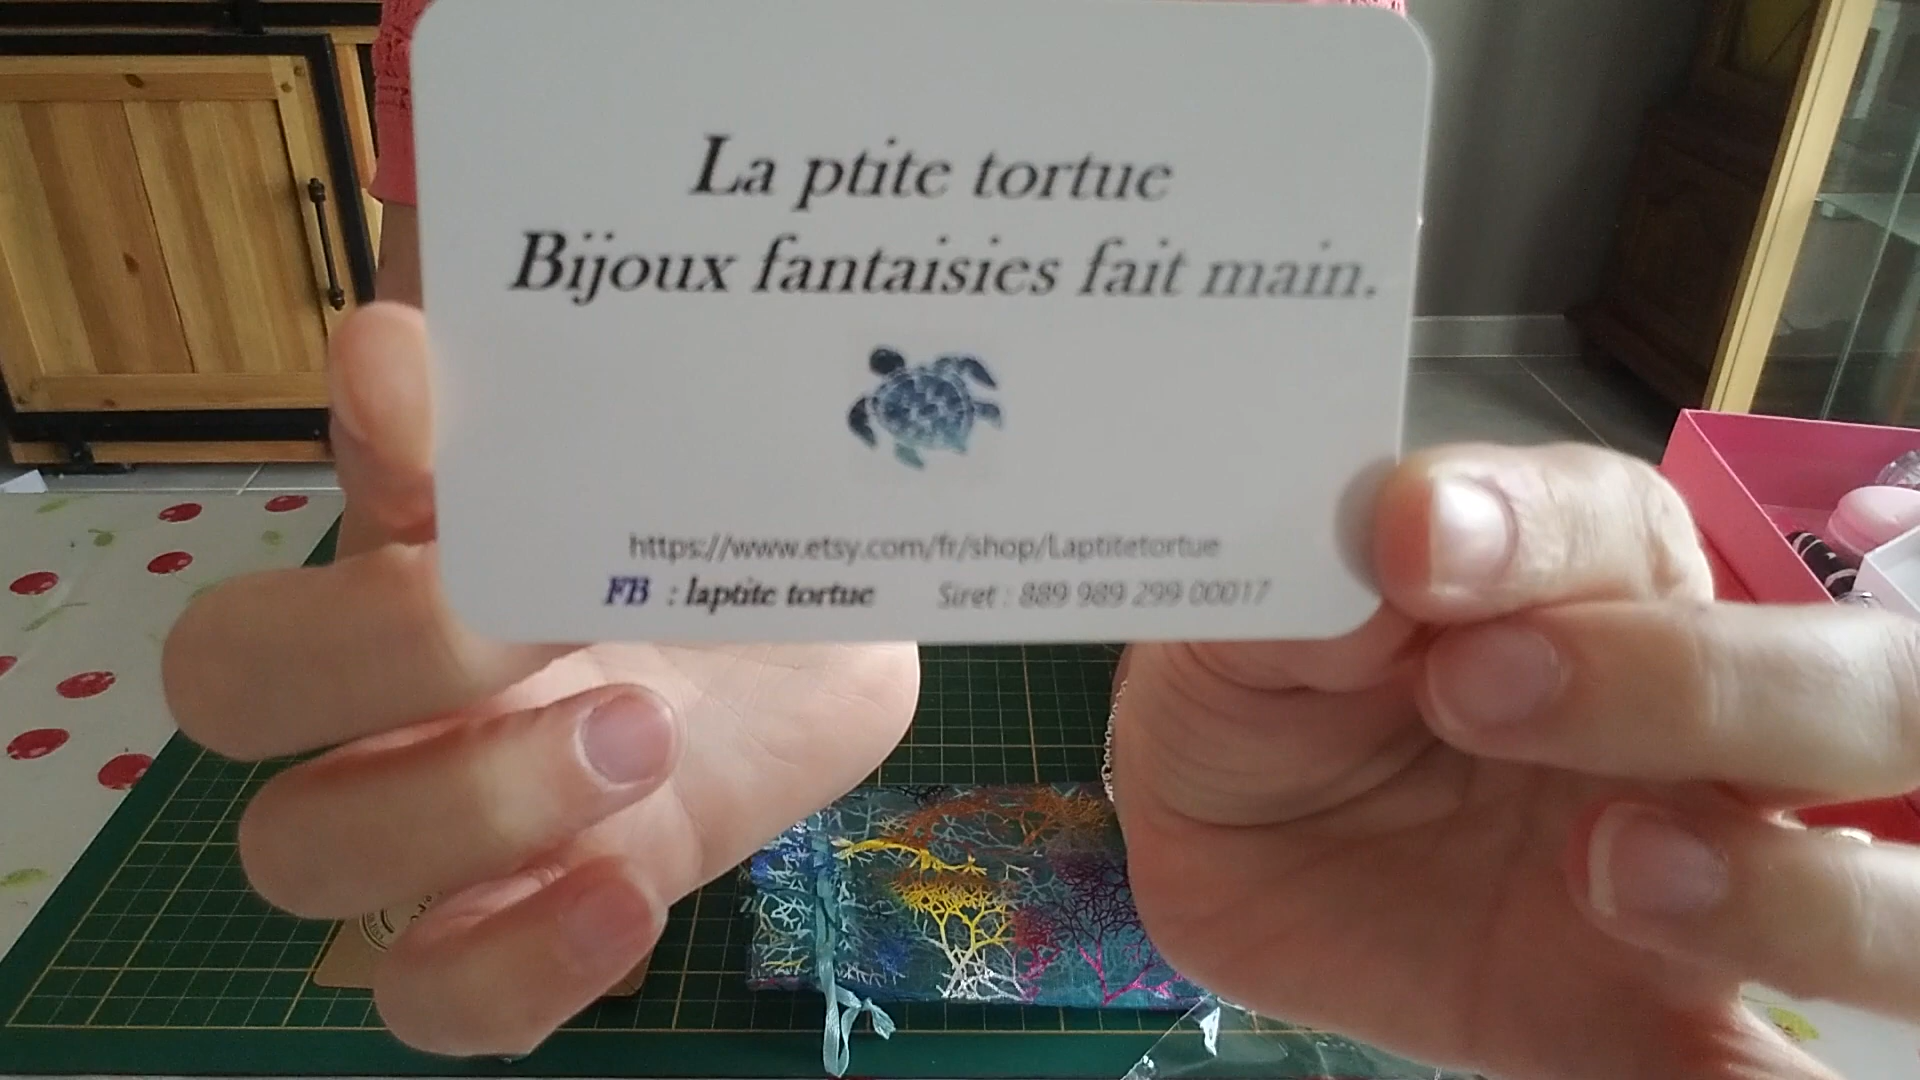 La ptite tortue
Bijoux fantaisies fait main.
https://www.etsy.com/fr/shop/Laptitetortue
FB : laptite tortue Siret : 889 989 299 00017